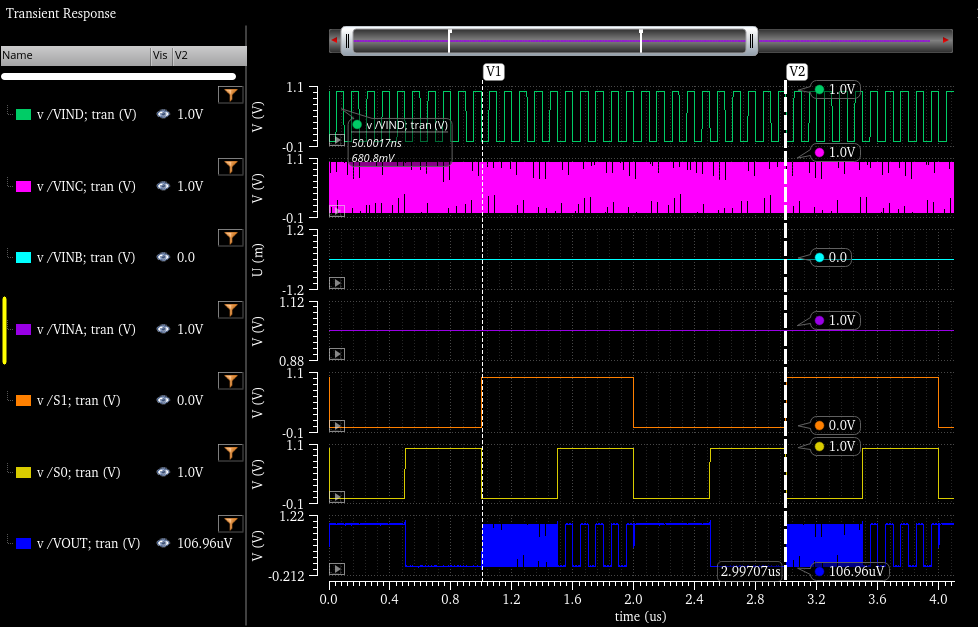 Transient Response
Name Vis V2
V1 V2
v /VIND; tran (V) 1.0V
v /VINC; tran (V) 1.0V
v /VINB; tran (V) 0.0
v /VINA; tran (V) 1.0V
v /S1; tran (V) 0.0V
v /S0; tran (V) 1.0V
v /VOUT; tran (V) 106.96uV
1.1
V (V)
-0.1
1.0V
v /VIND; tran (V)
50.0017ns
680.8mV
1.1
V (V)
-0.1
1.0V
1.2
U (m)
-1.2
0.0
1.12
V (V)
0.88
1.0V
1.1
V (V)
-0.1
0.0V
1.1
V (V)
-0.1
1.0V
1.22
V (V)
-0.212
2.99707us 106.96uV
0.0 0.4 0.8 1.2 1.6 2.0 2.4 2.8 3.2 3.6 4.0
time (us)